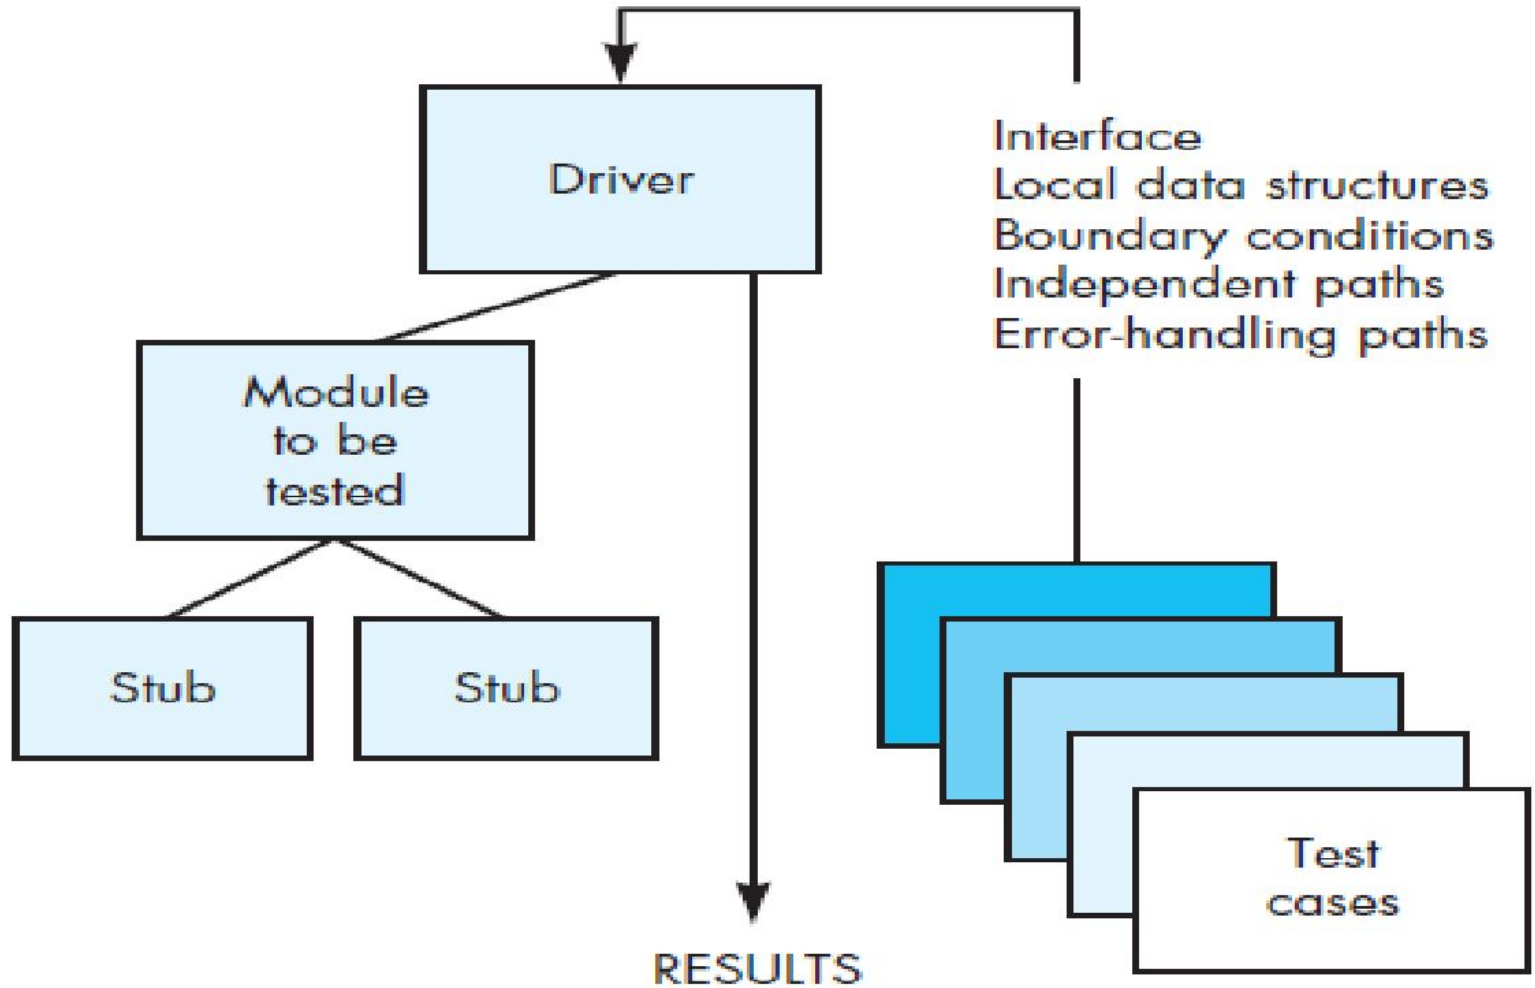 Driver
Interface
Local data structures
Boundary conditions
Independent paths
Error-handling paths
Module
to be
tested
Stub
Stub
Test
cases
RESULTS